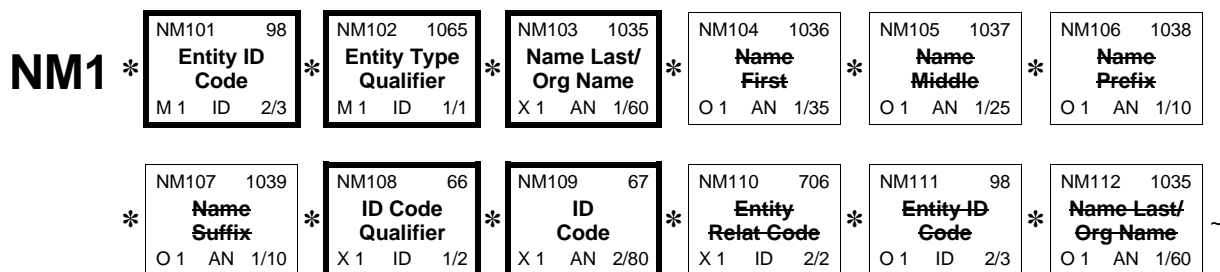 NM101 98 NM102 1065 NM103 1035 NM104 1036 NM105 1037 NM106 1038
NM1 * Entity ID Code * Entity Type Qualifier * Name Last/ Org Name * Name First * Name Middle * Name Prefix
M 1 ID 2/3 M 1 ID 1/1 X 1 AN 1/60 O 1 AN 1/35 O 1 AN 1/25 O 1 AN 1/10
NM107 1039 NM108 66 NM109 67 NM110 706 NM111 98 NM112 1035
* Name Suffix * ID Code Qualifier * ID Code * Entity Relat Code * Entity ID Code * Name Last/ Org Name ~
O 1 AN 1/10 X 1 ID 1/2 X 1 AN 2/80 X 1 ID 2/2 O 1 ID 2/3 O 1 AN 1/60